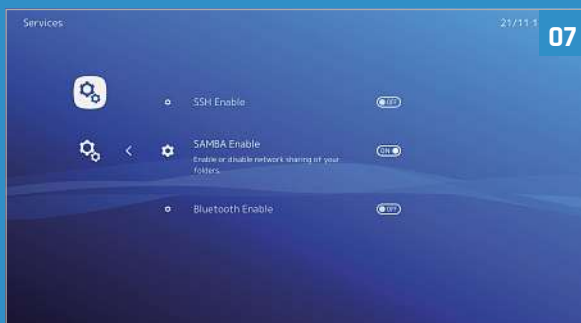 Services
21/11 1
07
SSH Enable
OFF
SAMBA Enable
ON
Enable or disable network sharing of your
folders.
Bluetooth Enable
OFF